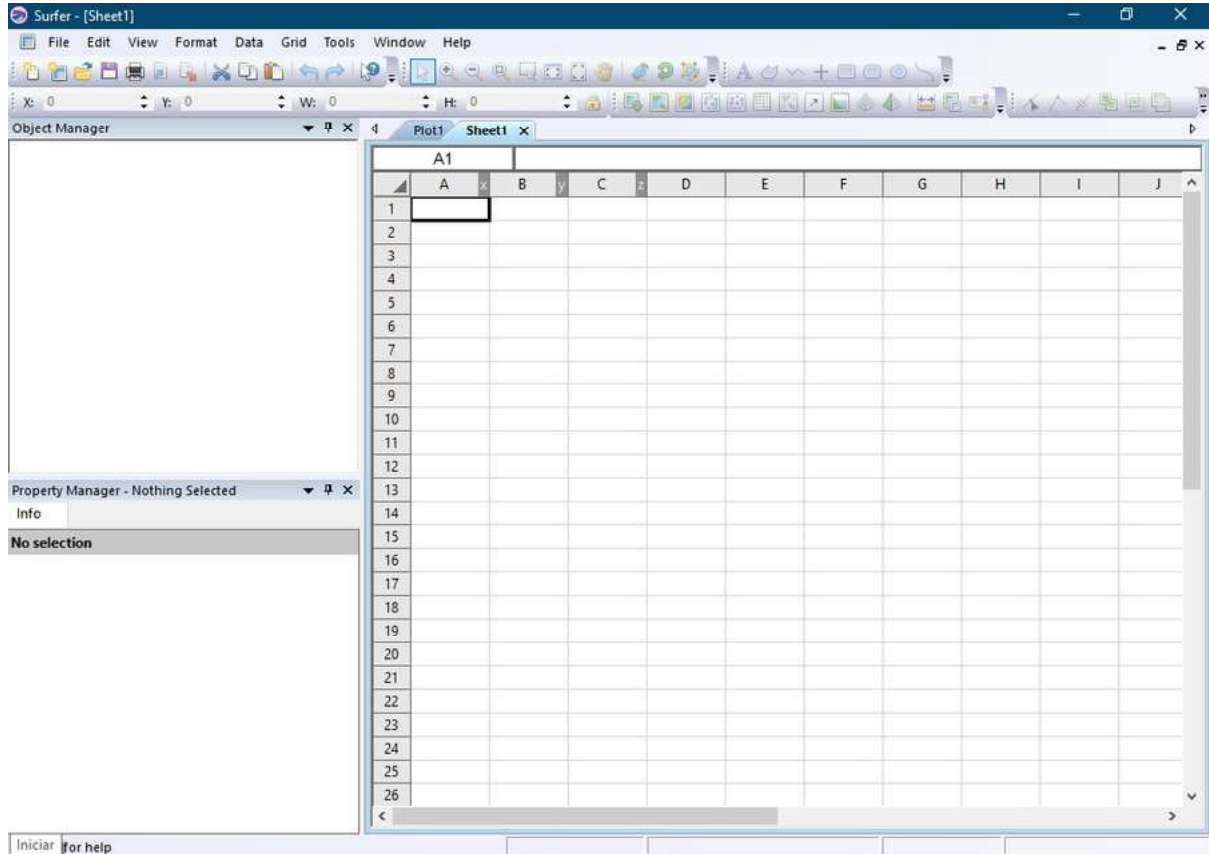 Surfer - [Sheet1]
File Edit View Format Data Grid Tools Window Help
X: 0 Y: 0 W: 0 H: 0
Object Manager
Plot1 Sheet1
A1
A x B y C z D E F G H I J
1
2
3
4
5
6
7
8
9
10
11
12
Property Manager - Nothing Selected
13
Info
14
15
No selection
16
17
18
19
20
21
22
23
24
25
26
Iniciar for help